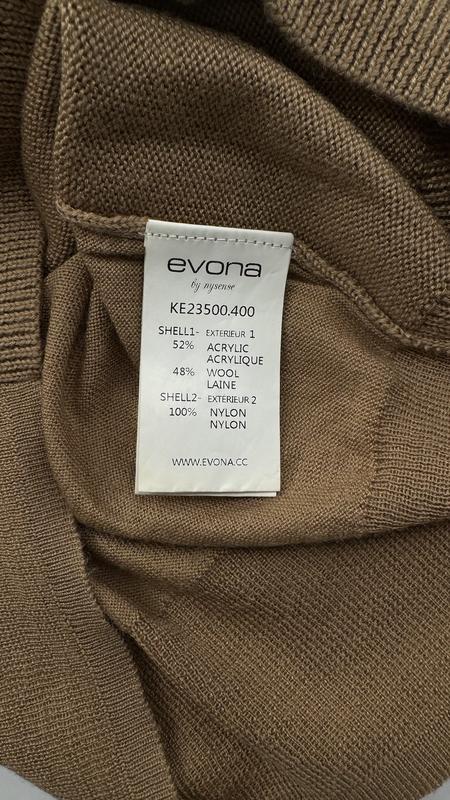 evona
by nysense
KE23500.400
SHELL1- EXTERIEUR 1
52% ACRYLIC
ACRYLIQUE
48% WOOL
LAINE
SHELL2- EXTÉRIEUR 2
100% NYLON
NYLON
WWW.EVONA.CC